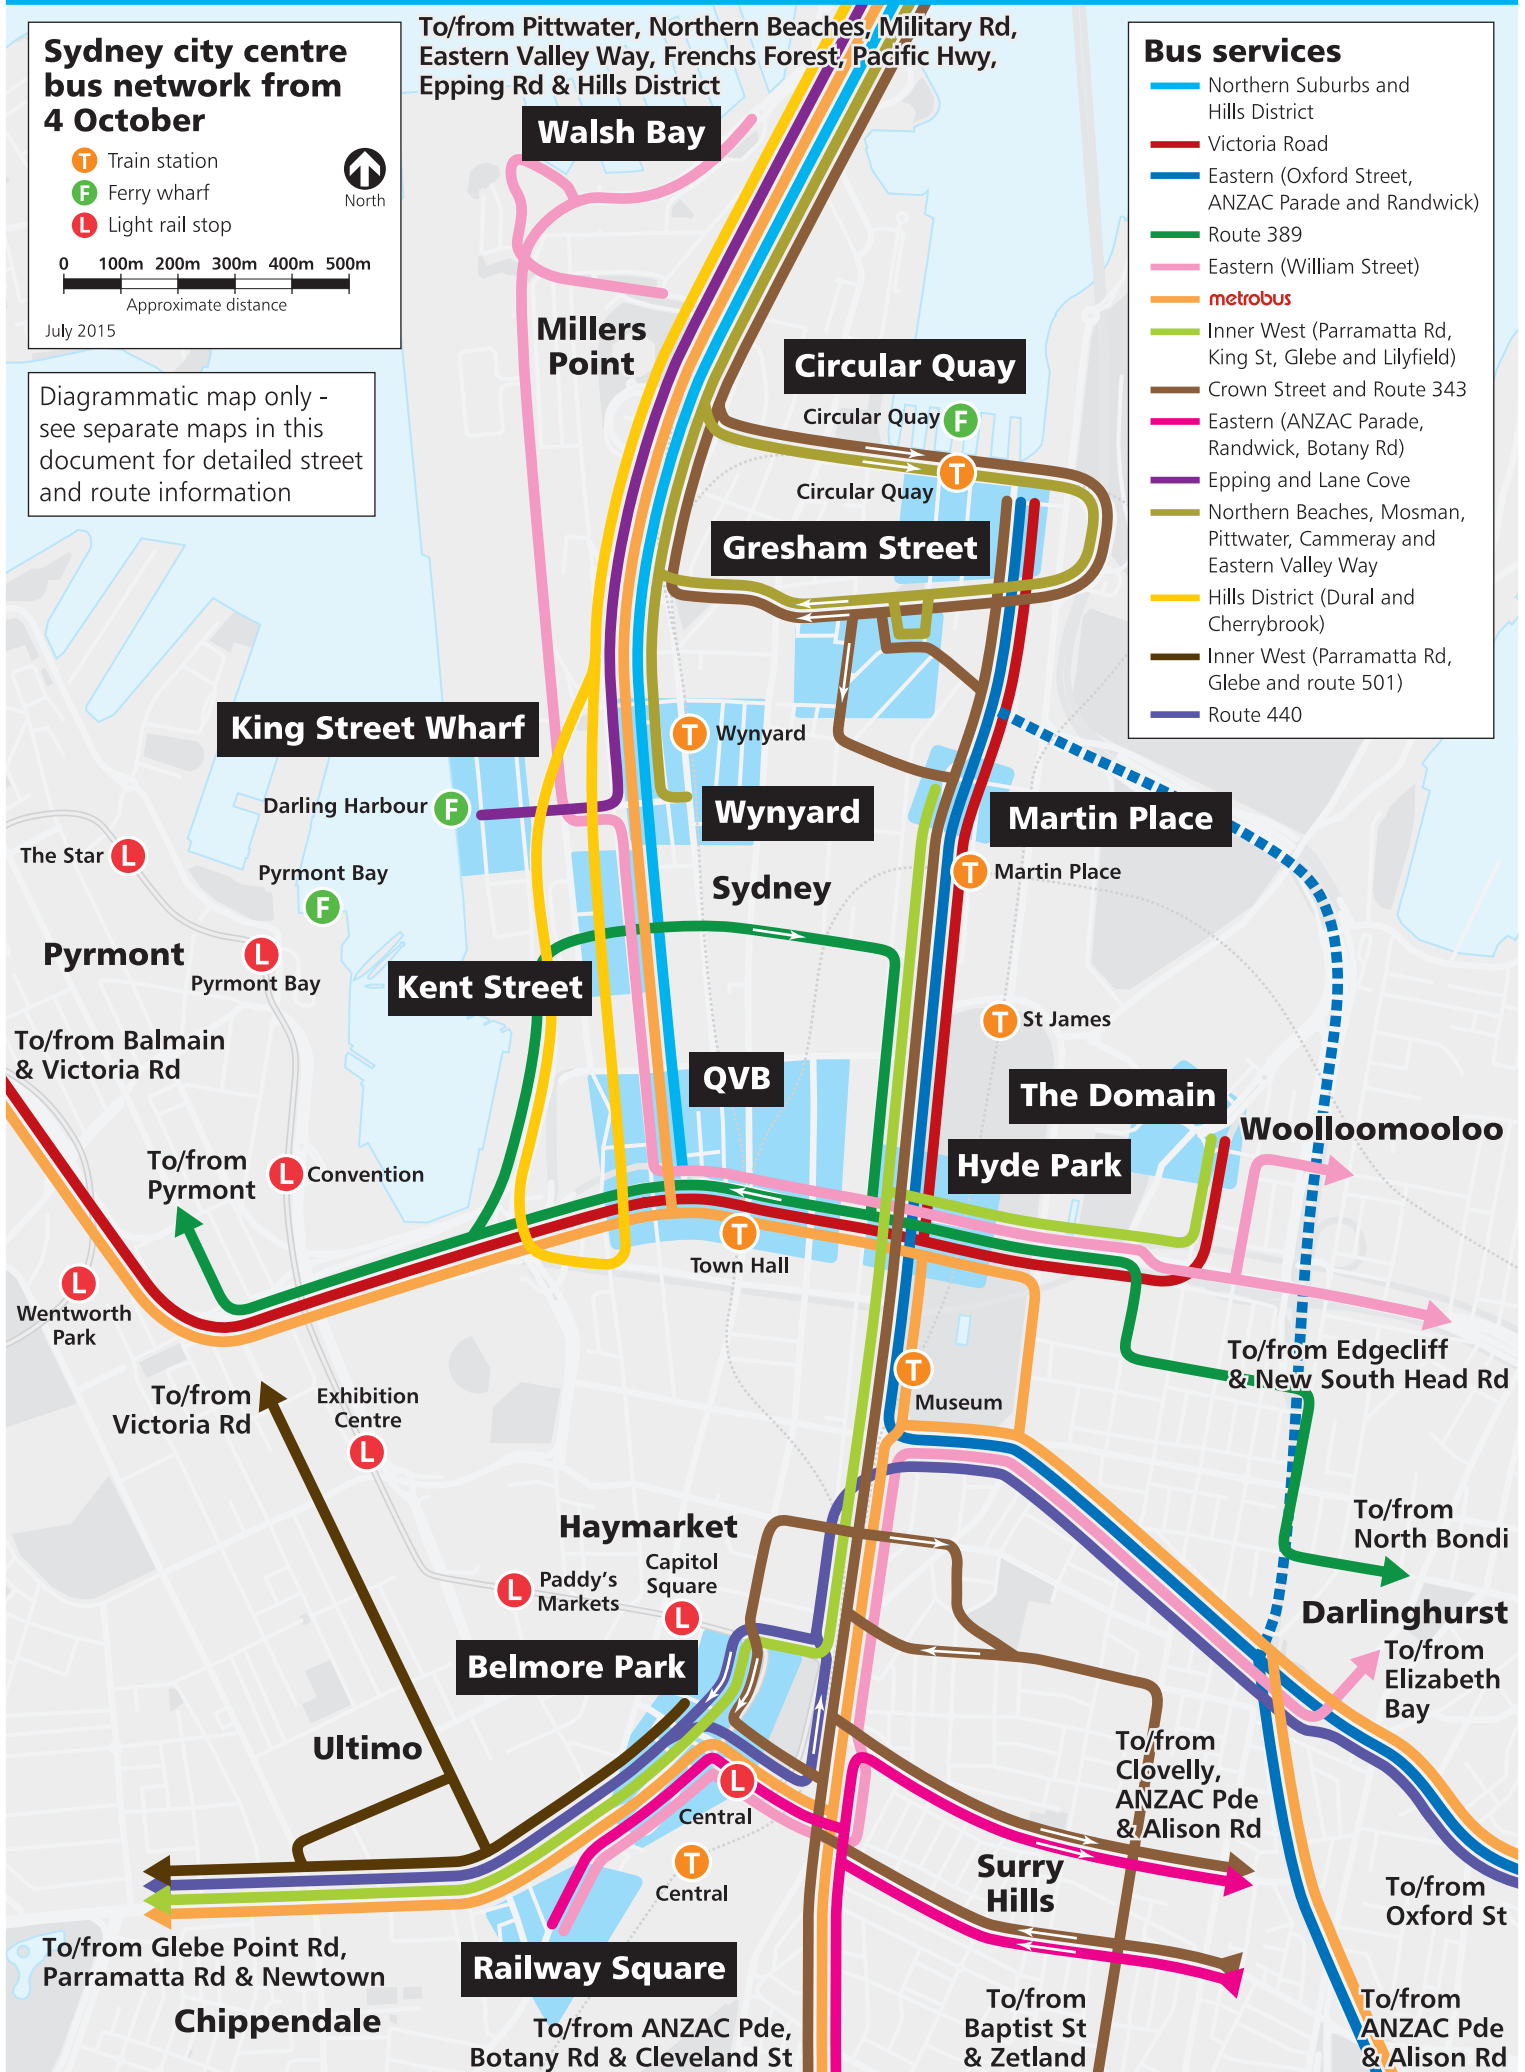 Sydney city centre
bus network from
4 October
T Train station
F Ferry wharf
L Light rail stop
North
0 100m 200m 300m 400m 500m
Approximate distance
July 2015
Diagrammatic map only -
see separate maps in this
document for detailed street
and route information
To/from Pittwater, Northern Beaches, Military Rd,
Eastern Valley Way, Frenchs Forest, Pacific Hwy,
Epping Rd & Hills District
Bus services
Northern Suburbs and
Hills District
Victoria Road
Eastern (Oxford Street,
ANZAC Parade and Randwick)
Route 389
Eastern (William Street)
metrobus
Inner West (Parramatta Rd,
King St, Glebe and Lilyfield)
Crown Street and Route 343
Eastern (ANZAC Parade,
Randwick, Botany Rd)
Epping and Lane Cove
Northern Beaches, Mosman,
Pittwater, Cammeray and
Eastern Valley Way
Hills District (Dural and
Cherrybrook)
Inner West (Parramatta Rd,
Glebe and route 501)
Route 440
Walsh Bay
Millers
Point
Circular Quay
Circular Quay F
T
Circular Quay
Gresham Street
King Street Wharf
T Wynyard
Darling Harbour F
Wynyard
Martin Place
The Star L
Pyrmont Bay
F
T Martin Place
Sydney
Pyrmont
L
Pyrmont Bay
Kent Street
T St James
To/from Balmain
& Victoria Rd
QVB
The Domain
Woolloomooloo
To/from
Pyrmont
L Convention
Hyde Park
T
Town Hall
L
Wentworth
Park
To/from Edgecliff
& New South Head Rd
T
Museum
To/from
Victoria Rd
Exhibition
Centre
L
Haymarket
To/from
North Bondi
L Paddy's
Markets
Capitol
Square
L
Darlinghurst
Belmore Park
To/from
Elizabeth
Bay
Ultimo
To/from
Clovelly,
ANZAC Pde
& Alison Rd
L
Central
T
Central
Surry
Hills
To/from
Oxford St
To/from Glebe Point Rd,
Parramatta Rd & Newtown
Railway Square
Chippendale
To/from ANZAC Pde,
Botany Rd & Cleveland St
To/from
Baptist St
& Zetland
To/from
ANZAC Pde
& Alison Rd